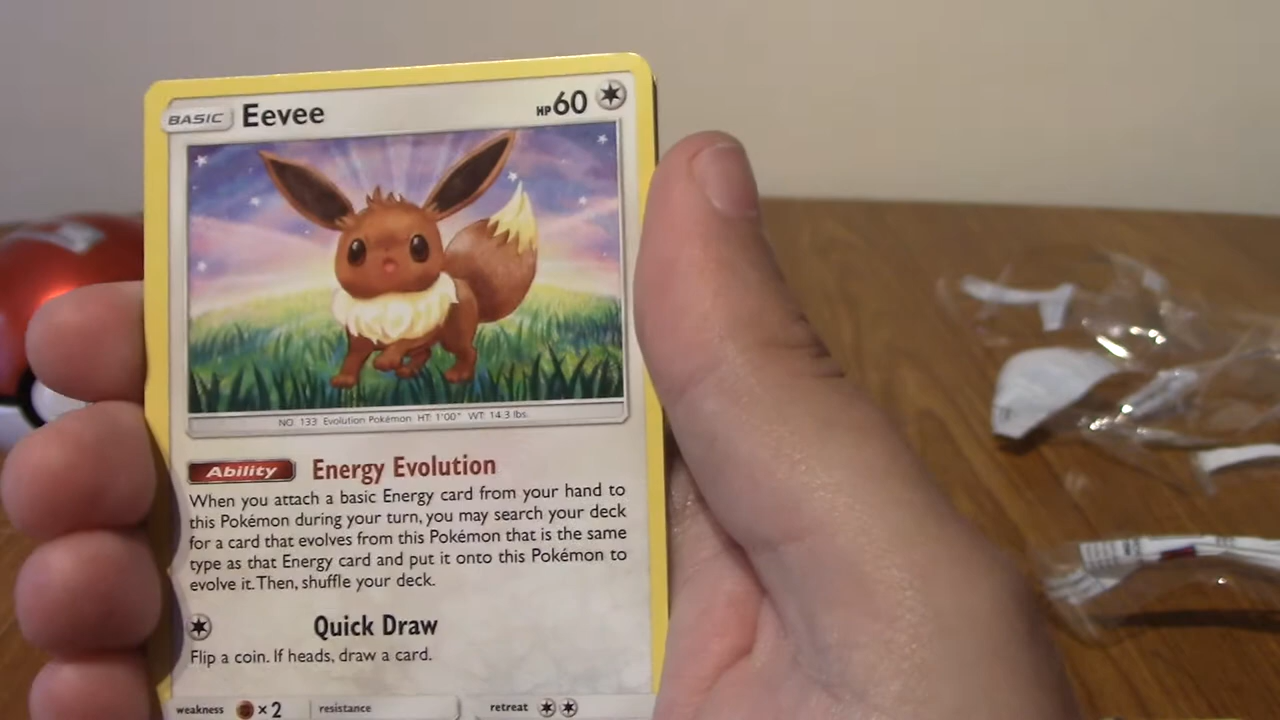 BASIC Eevee HP 60
NO. 133 Evolution Pokémon HT: 1'00" WT: 14.3 lbs.
Ability Energy Evolution
When you attach a basic Energy card from your hand to
this Pokémon during your turn, you may search your deck
for a card that evolves from this Pokémon that is the same
type as that Energy card and put it onto this Pokémon to
evolve it. Then, shuffle your deck.
Quick Draw
Flip a coin. If heads, draw a card.
weakness ×2 resistance retreat